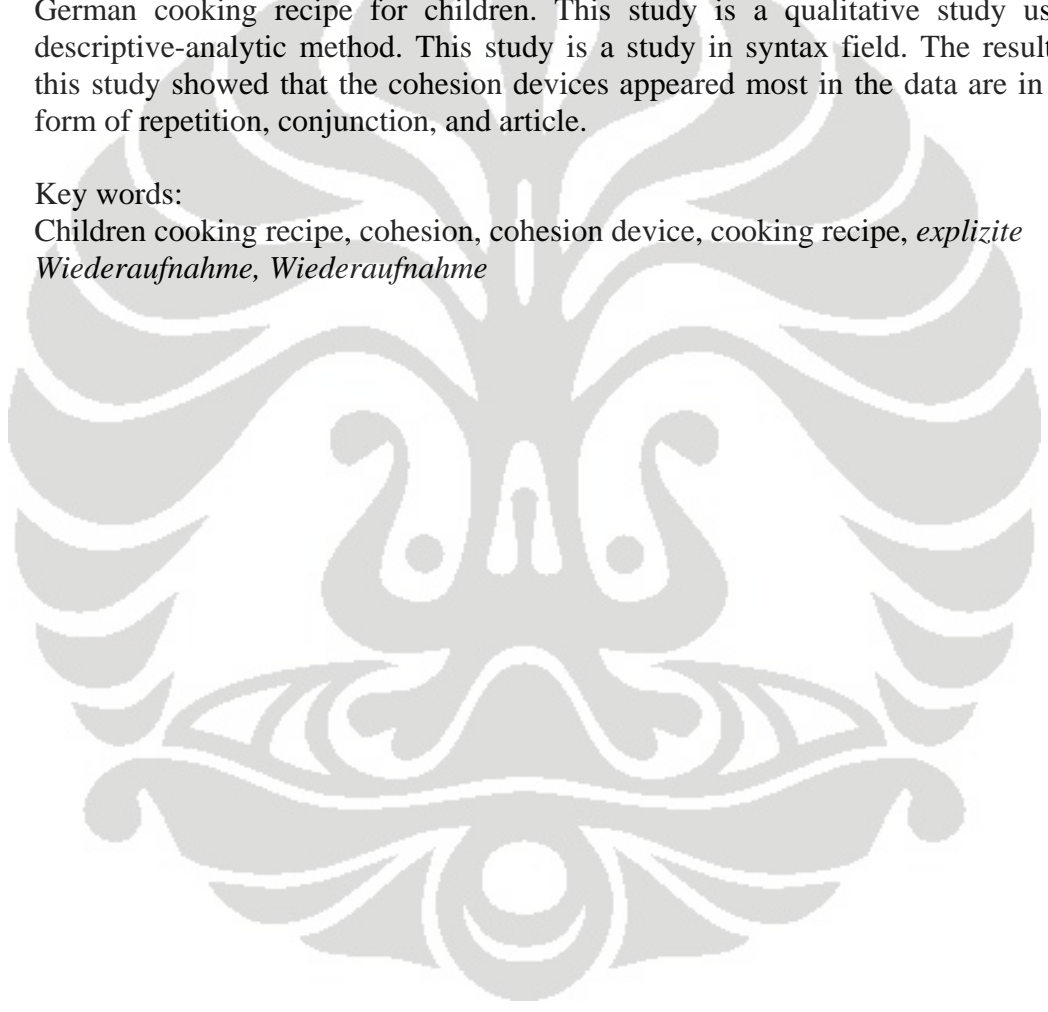 German cooking recipe for children. This study is a qualitative study us
descriptive-analytic method. This study is a study in syntax field. The result
this study showed that the cohesion devices appeared most in the data are in
form of repetition, conjunction, and article.
Key words:
Children cooking recipe, cohesion, cohesion device, cooking recipe, explizite
Wiederaufnahme, Wiederaufnahme